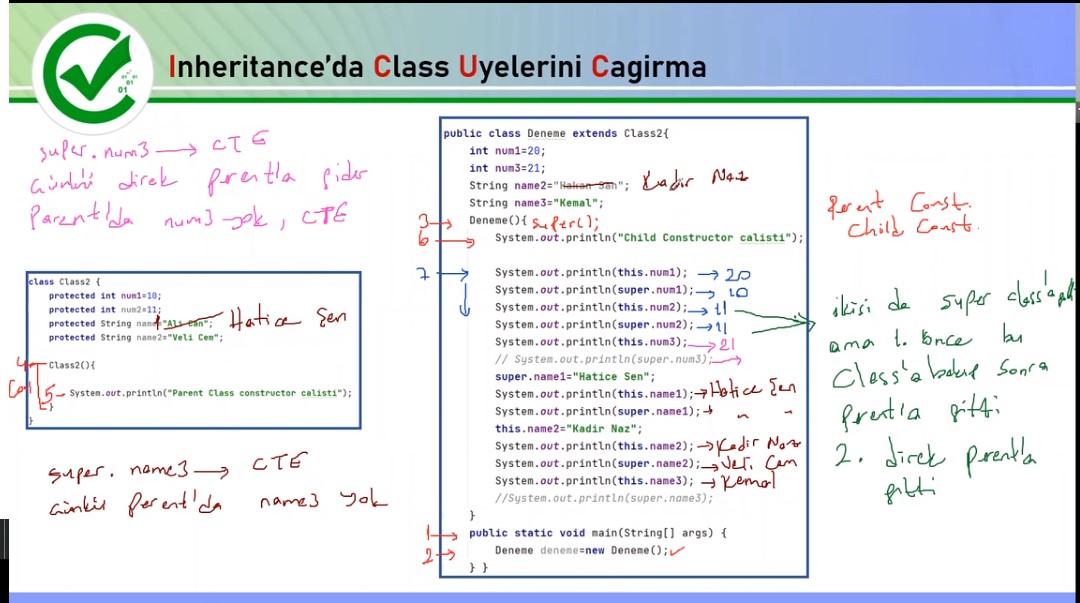 Inheritance'da Class Uyelerini Cagirma
super.num3 → CTE
Çünkü direk parent'a gider
Parent'da num3 yok, CTE
class Class2 {
protected int num1=10;
protected int num2=11;
protected String name1="Ali Can"; Hatice Şen
protected String name2="Veli Cem";
4 Class2(){
5 System.out.println("Parent Class constructor calisti");
}
}
super. name3 → CTE
Çünkü parent'da name3 yok
public class Deneme extends Class2{
int num1=20;
int num3=21;
String name2="Hakan San"; Kadir Naz
String name3="Kemal";
3 → Deneme(){ super();
6 → System.out.println("Child Constructor calisti");
7 → System.out.println(this.num1); → 20
System.out.println(super.num1); → 10
System.out.println(this.num2); → 11
System.out.println(super.num2); → 11
System.out.println(this.num3); → 21
// System.out.println(super.num3); →
super.name1="Hatice Sen";
System.out.println(this.name1); → Hatice Şen
System.out.println(super.name1); → " "
this.name2="Kadir Naz";
System.out.println(this.name2); → Kadir Naz
System.out.println(super.name2); → Veli Cem
System.out.println(this.name3); → Kemal
//System.out.println(super.name3);
}
1 → public static void main(String[] args) {
2 → Deneme deneme=new Deneme(); ✓
} }
Parent Const.
Child Const.
ikisi de super class'a
ama 1. önce bu
Class'a bakıp sonra
parent'a gitti
2. direk parent'a
gitti